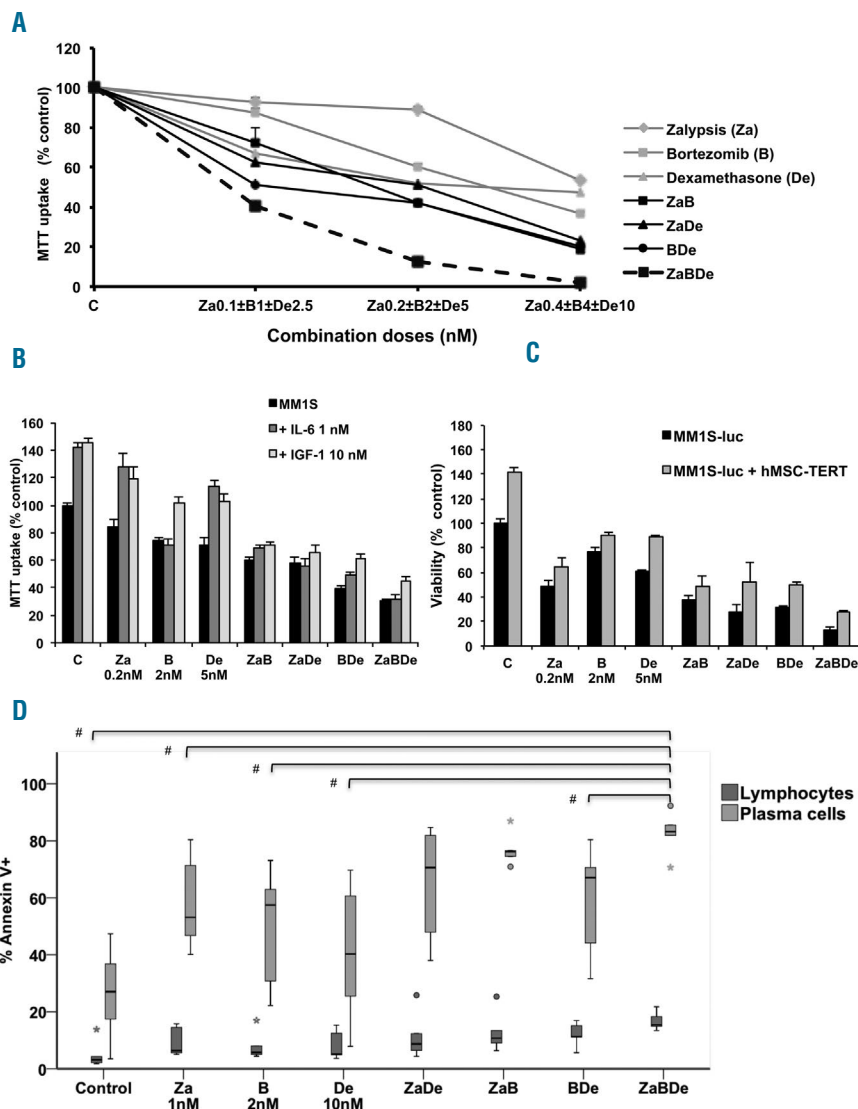 A
120
100
80
60
40
20
0
MTT uptake (% control)
C
Za0.1±B1±De2.5
Za0.2±B2±De5
Za0.4±B4±De10
Combination doses (nM)
Zalypsis (Za)
Bortezomib (B)
Dexamethasone (De)
ZaB
ZaDe
BDe
ZaBDe
B
MM1S
+ IL-6 1 nM
+ IGF-1 10 nM
160
140
120
100
80
60
40
20
0
MTT uptake (% control)
C
Za
0.2nM
B
2nM
De
5nM
ZaB
ZaDe
BDe
ZaBDe
C
MM1S-luc
MM1S-luc + hMSC-TERT
180
160
140
120
100
80
60
40
20
0
Viability (% control)
C
Za
0.2nM
B
2nM
De
5nM
ZaB
ZaDe
BDe
ZaBDe
D
#
#
#
#
#
Lymphocytes
Plasma cells
100
80
60
40
20
0
% Annexin V+
Control
Za
1nM
B
2nM
De
10nM
ZaDe
ZaB
BDe
ZaBDe